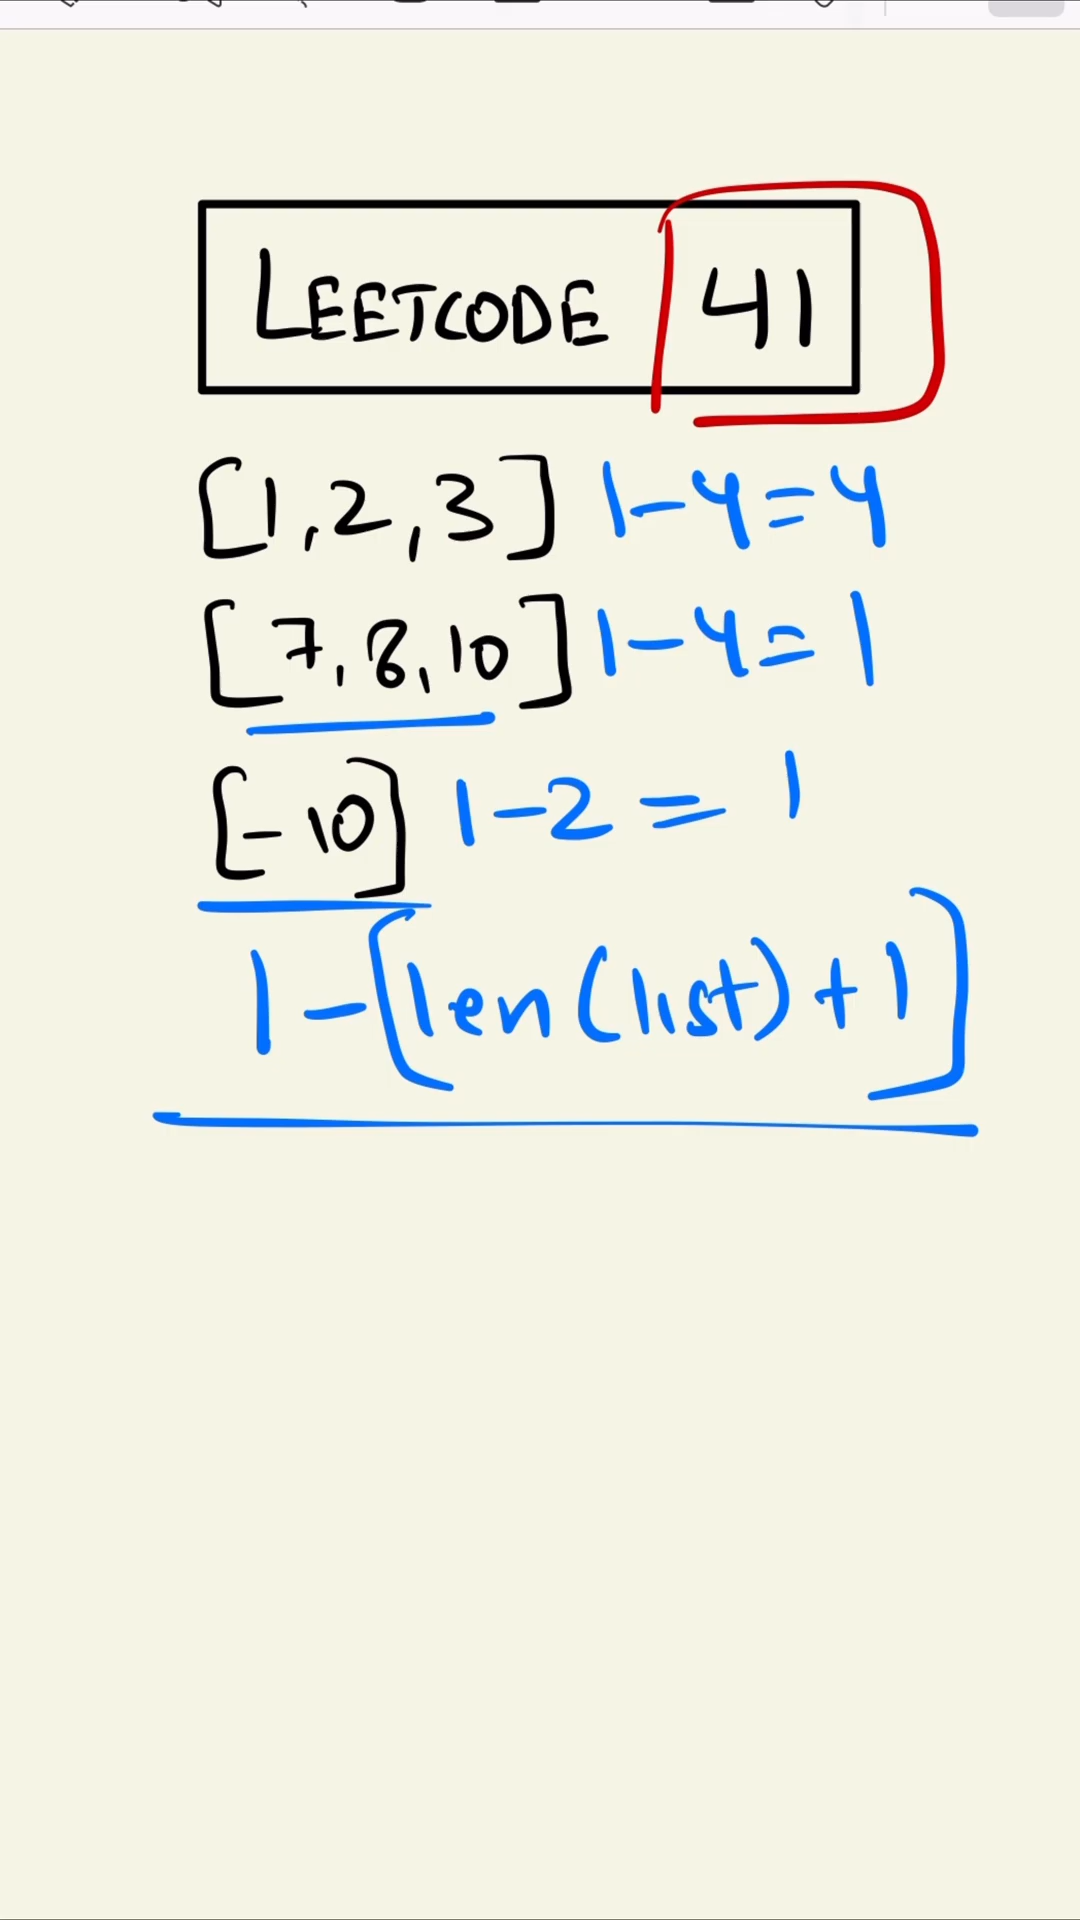 LEETCODE 41
[1,2,3] 1-4=4
[7,8,10] 1-4=1
[-10] 1-2=1
1-[len(list)+1]